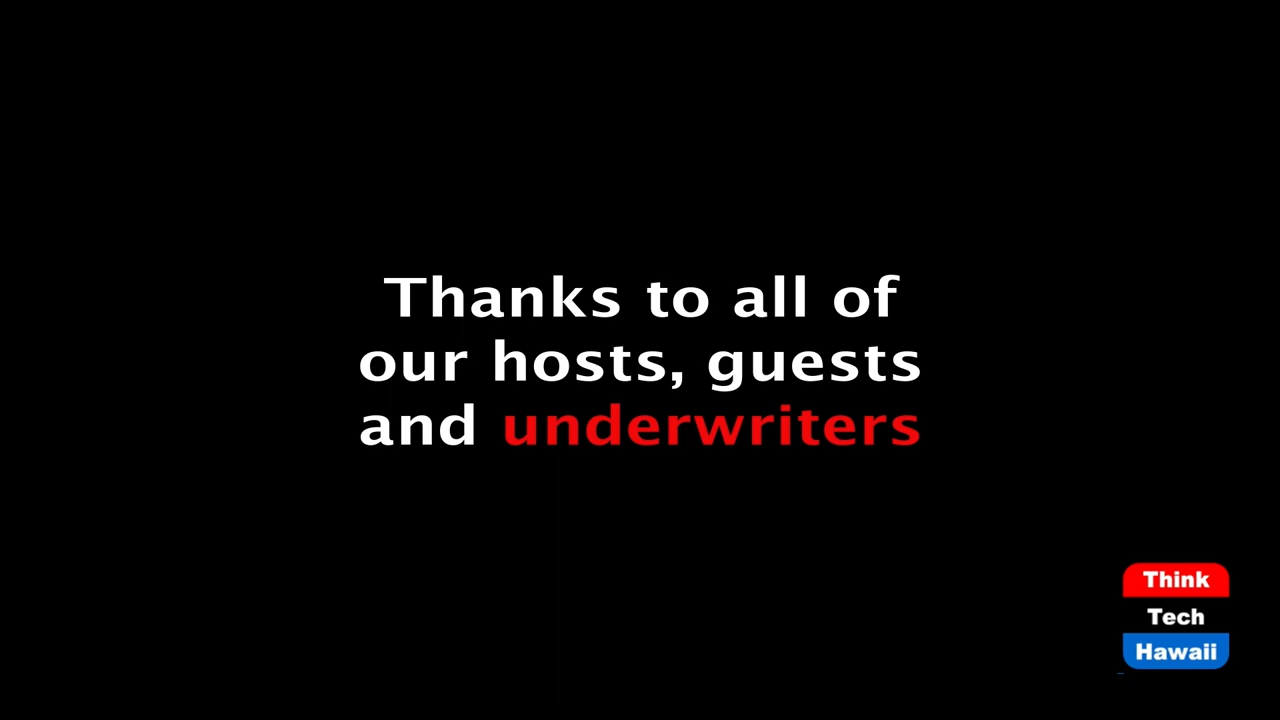 Thanks to all of
our hosts, guests
and underwriters
Think
Tech
Hawaii